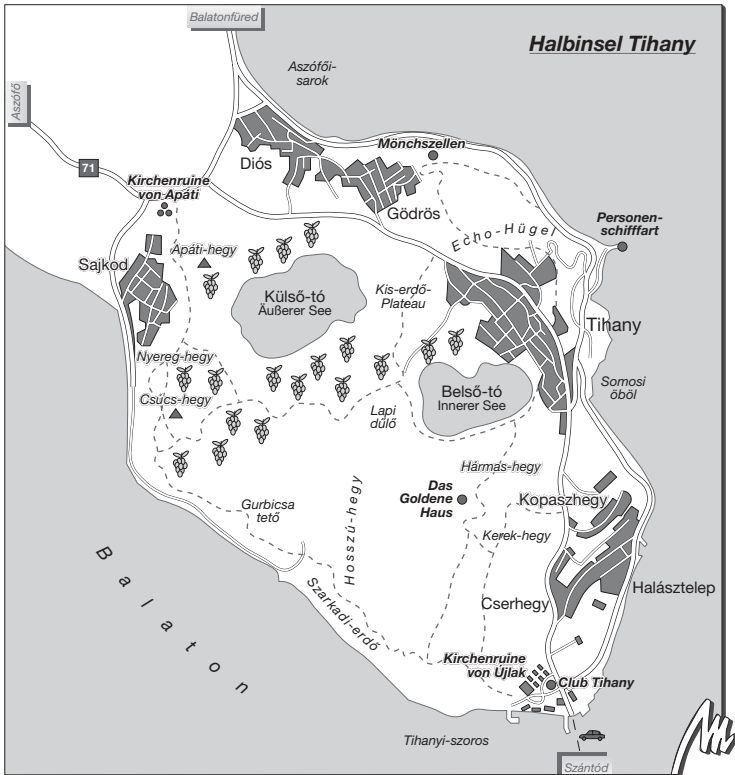 Balatonfüred
Halbinsel Tihany
Aszófői-
sarok
Aszófő
71
Mönchszellen
Diós
Kirchenruine
von Apáti
Gödrös
Personen-
schifffart
Echo-Hügel
Apáti-hegy
Sajkod
Külső-tó
Äußerer See
Kis-erdő-
Plateau
Tihany
Nyereg-hegy
Csúcs-hegy
Belső-tó
Innerer See
Somosi
öböl
Lapi
dűlő
Hármas-hegy
Das
Goldene
Haus
Kopaszhegy
Gurbicsa
tető
Hosszú-hegy
Kerek-hegy
Balaton
Szarkadi-erdő
Halásztelep
Cserhegy
Kirchenruine
von Újlak
Club Tihany
Tihanyi-szoros
Szántód